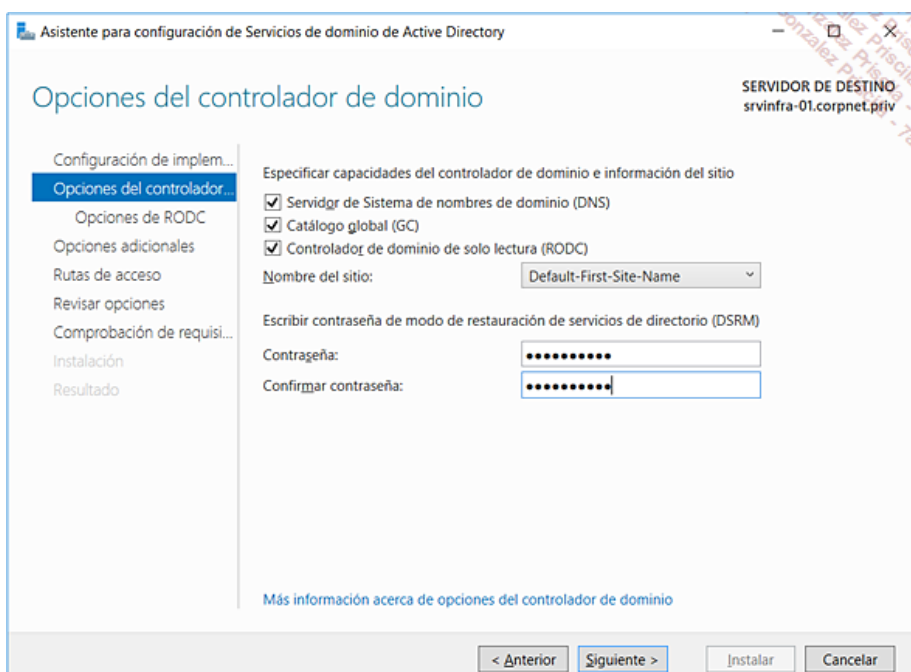 Asistente para configuración de Servicios de dominio de Active Directory
Opciones del controlador de dominio
SERVIDOR DE DESTINO
srvinfra-01.corpnet.priv
Configuración de implem...
Opciones del controlador...
Opciones de RODC
Opciones adicionales
Rutas de acceso
Revisar opciones
Comprobación de requisi...
Instalación
Resultado
Especificar capacidades del controlador de dominio e información del sitio
Servidor de Sistema de nombres de dominio (DNS)
Catálogo global (GC)
Controlador de dominio de solo lectura (RODC)
Nombre del sitio: Default-First-Site-Name
Escribir contraseña de modo de restauración de servicios de directorio (DSRM)
Contraseña: ●●●●●●●●●●
Confirmar contraseña: ●●●●●●●●●●
Más información acerca de opciones del controlador de dominio
< Anterior Siguiente > Instalar Cancelar